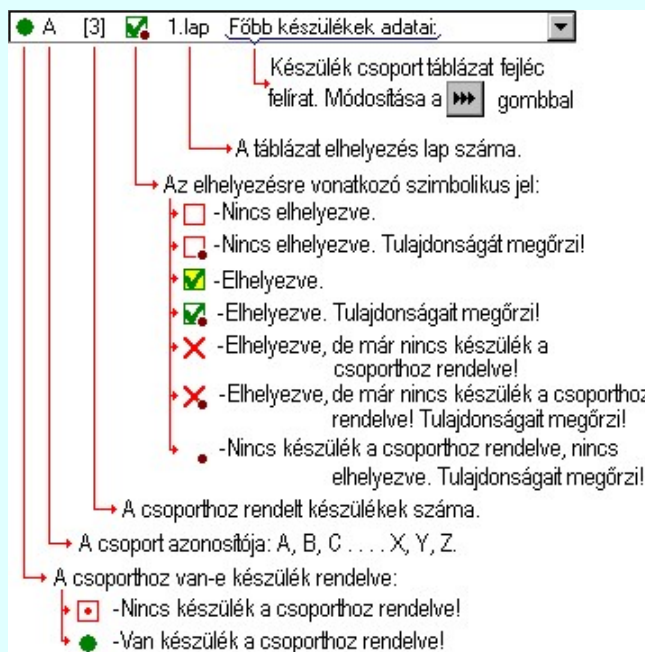 A [3] 1.lap Főbb készülékek adatai:
Készülék csoport táblázat fejléc
felirat. Módosítása a gombbal
A táblázat elhelyezés lap száma.
Az elhelyezésre vonatkozó szimbolikus jel:
-Nincs elhelyezve.
-Nincs elhelyezve. Tulajdonságát megőrzi!
-Elhelyezve.
-Elhelyezve. Tulajdonságait megőrzi!
-Elhelyezve, de már nincs készülék a
csoporthoz rendelve!
-Elhelyezve, de már nincs készülék a csoporthoz
rendelve! Tulajdonságait megőrzi!
-Nincs készülék a csoporthoz rendelve, nincs
elhelyezve. Tulajdonságait megőrzi!
A csoporthoz rendelt készülékek száma.
A csoport azonosítója: A, B, C . . . . X, Y, Z.
A csoporthoz van-e készülék rendelve:
-Nincs készülék a csoporthoz rendelve!
-Van készülék a csoporthoz rendelve!